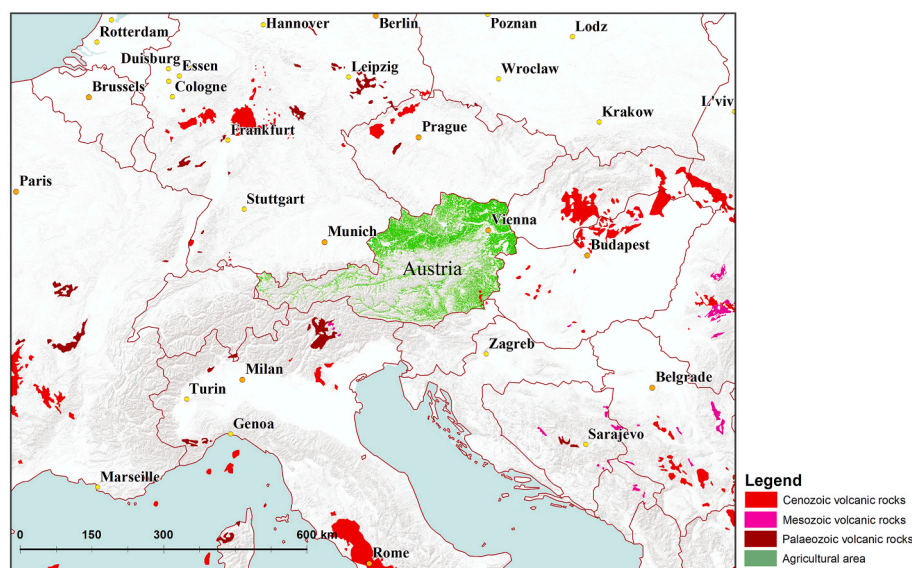 Hannover
Berlin
Poznan
Lodz
Rotterdam
Duisburg
Essen
Leipzig
Wroclaw
Brussels
Cologne
L'viv
Krakow
Frankfurt
Prague
Paris
Stuttgart
Vienna
Munich
Budapest
Austria
Zagreb
Milan
Belgrade
Turin
Genoa
Sarajevo
Marseille
0 150 300 600 km
Rome
Legend
Cenozoic volcanic rocks
Mesozoic volcanic rocks
Palaeozoic volcanic rocks
Agricultural area